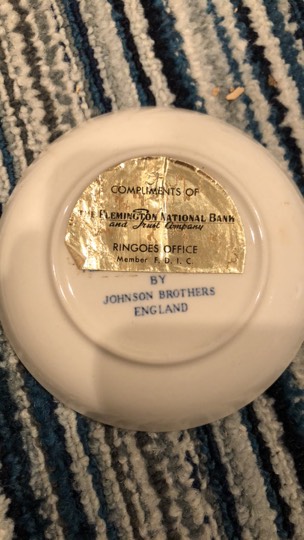 COMPLIMENTS OF
THE FLEMINGTON NATIONAL BANK
and Trust Company
RINGOES OFFICE
Member F. D. I. C.
BY
JOHNSON BROTHERS
ENGLAND